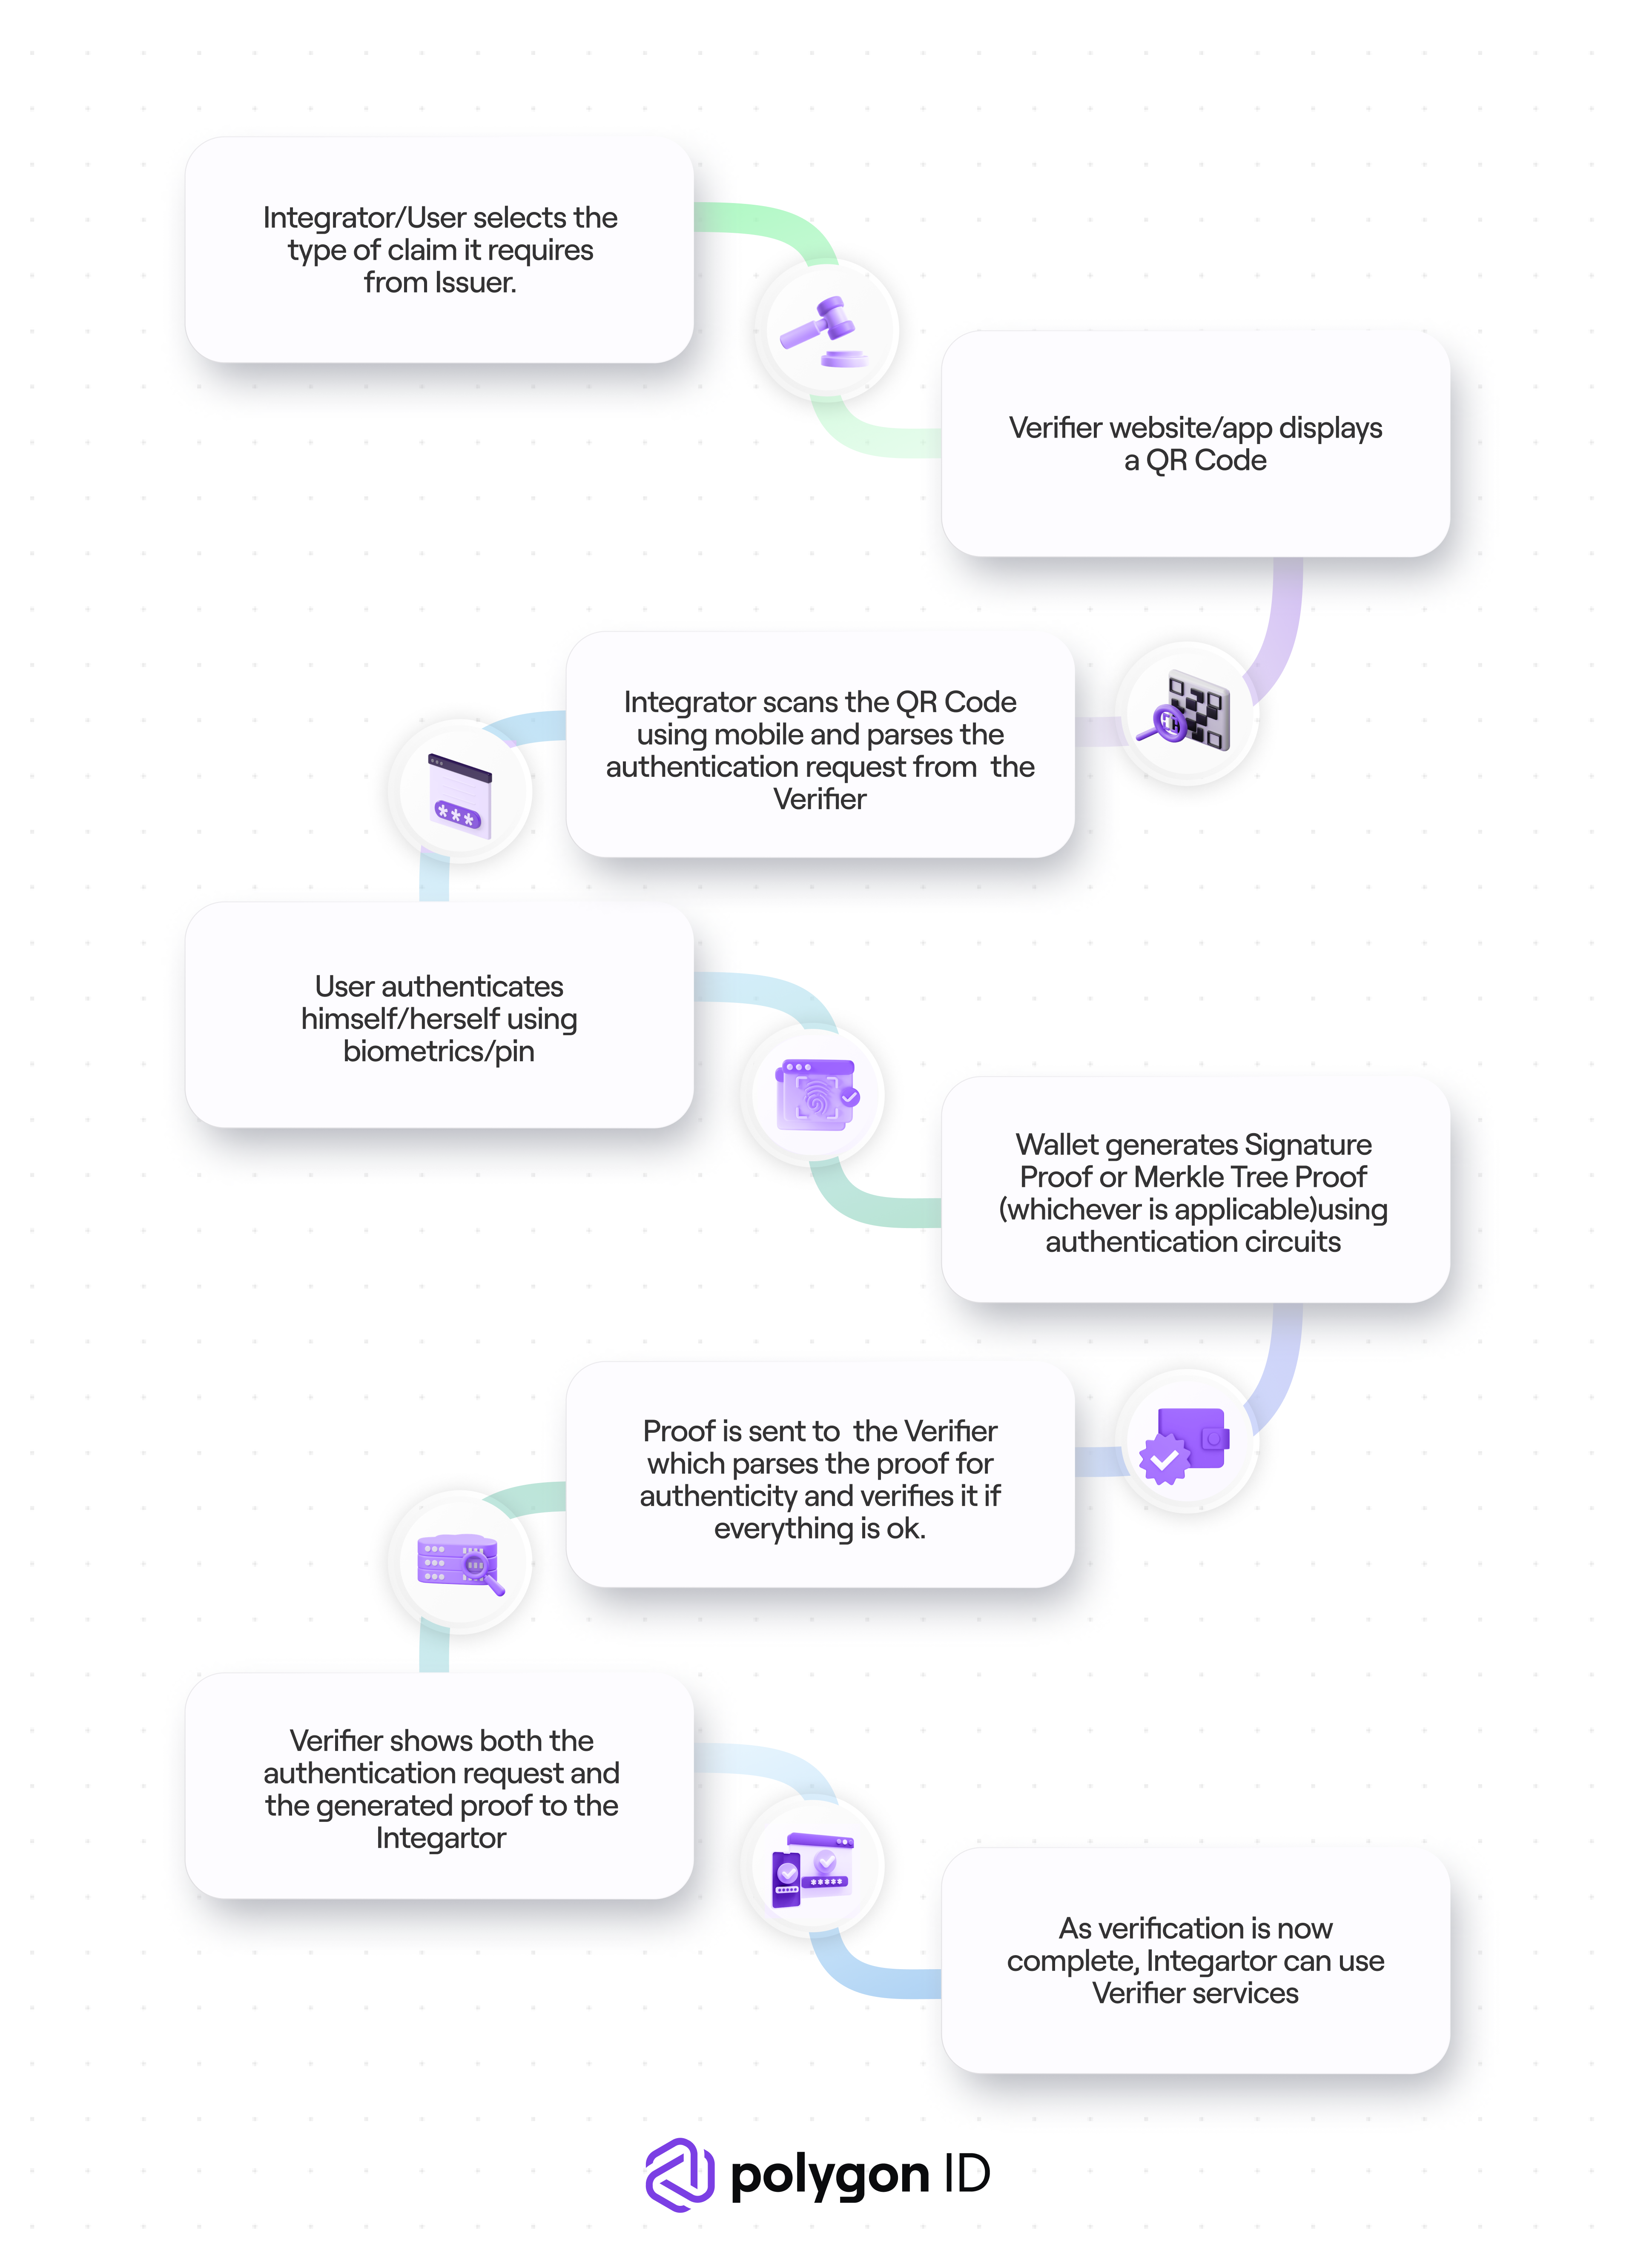 Integrator/User selects the
type of claim it requires
from Issuer.
Verifier website/app displays
a QR Code
Integrator scans the QR Code
using mobile and parses the
authentication request from  the
Verifier
User authenticates
himself/herself using
biometrics/pin
Wallet generates Signature
Proof or Merkle Tree Proof
(whichever is applicable)using
authentication circuits
Proof is sent to  the Verifier
which parses the proof for
authenticity and verifies it if
everything is ok.
Verifier shows both the
authentication request and
the generated proof to the
Integartor
As verification is now
complete, Integartor can use
Verifier services
polygon ID